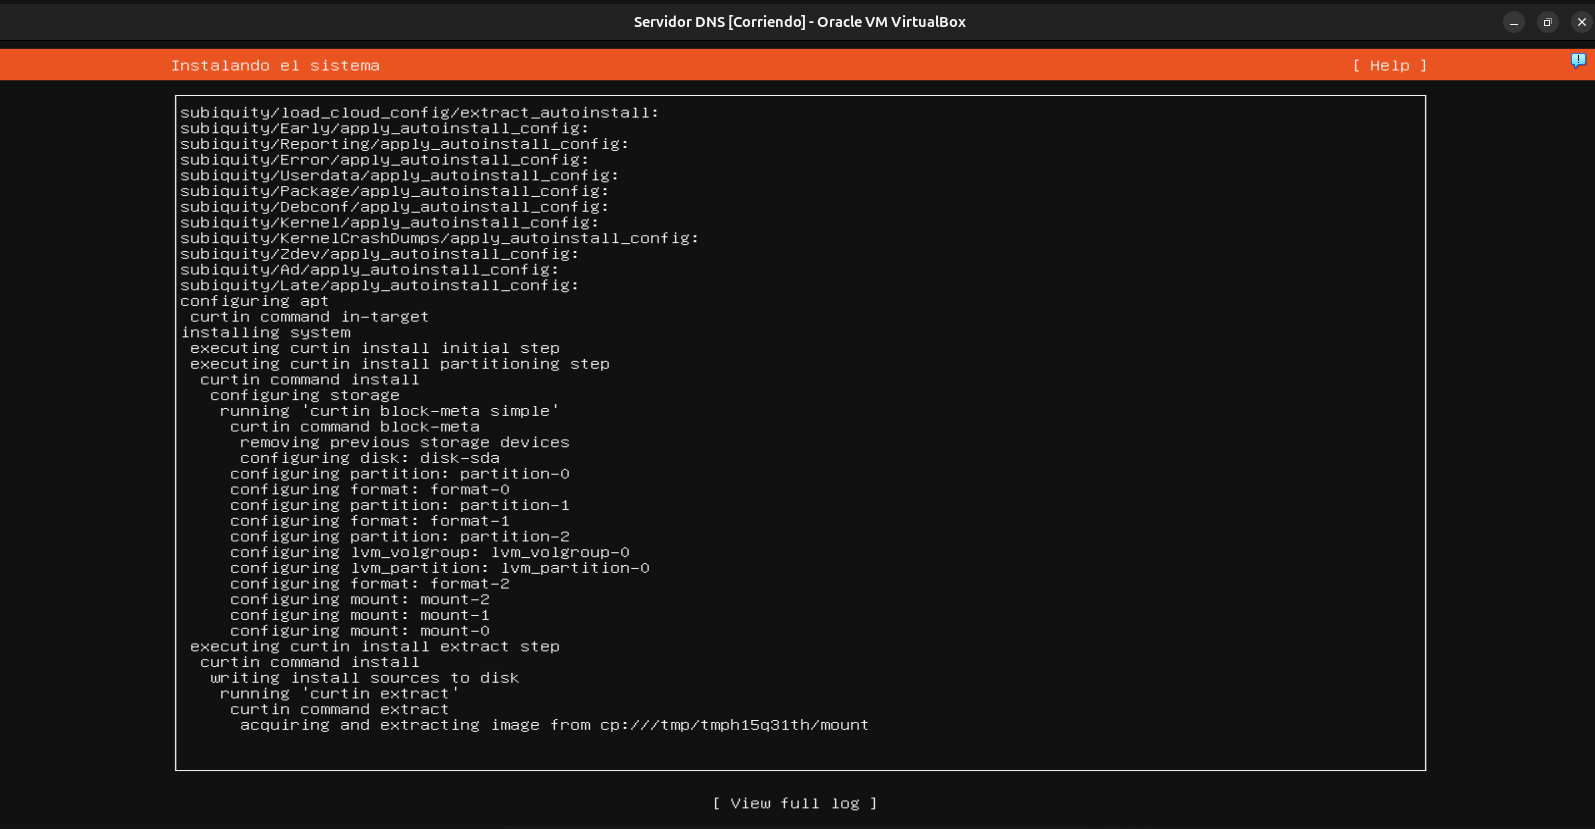 Servidor DNS [Corriendo] - Oracle VM VirtualBox
Instalando el sistema [ Help ]
subiquity/load_cloud_config/extract_autoinstall:
subiquity/Early/apply_autoinstall_config:
subiquity/Reporting/apply_autoinstall_config:
subiquity/Error/apply_autoinstall_config:
subiquity/Userdata/apply_autoinstall_config:
subiquity/Package/apply_autoinstall_config:
subiquity/Debconf/apply_autoinstall_config:
subiquity/Kernel/apply_autoinstall_config:
subiquity/KernelCrashDumps/apply_autoinstall_config:
subiquity/Zdev/apply_autoinstall_config:
subiquity/Ad/apply_autoinstall_config:
subiquity/Late/apply_autoinstall_config:
configuring apt
curtin command in-target
installing system
executing curtin install initial step
executing curtin install partitioning step
curtin command install
configuring storage
running 'curtin block-meta simple'
curtin command block-meta
removing previous storage devices
configuring disk: disk-sda
configuring partition: partition-0
configuring format: format-0
configuring partition: partition-1
configuring format: format-1
configuring partition: partition-2
configuring lvm_volgroup: lvm_volgroup-0
configuring lvm_partition: lvm_partition-0
configuring format: format-2
configuring mount: mount-2
configuring mount: mount-1
configuring mount: mount-0
executing curtin install extract step
curtin command install
writing install sources to disk
running 'curtin extract'
curtin command extract
acquiring and extracting image from cp:///tmp/tmph15q31th/mount
[ View full log ]